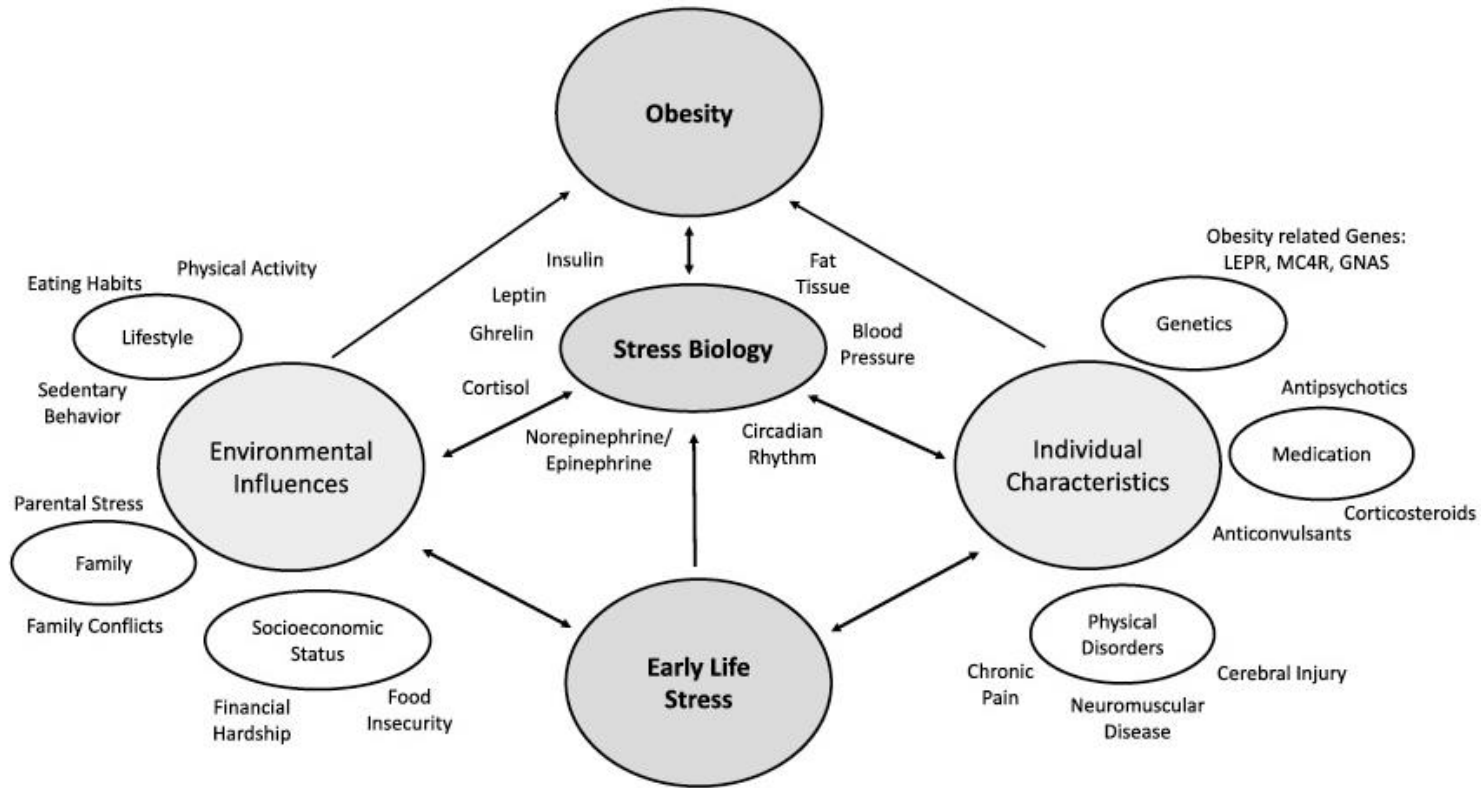 Obesity
Obesity related Genes:
LEPR, MC4R, GNAS
Genetics
Insulin
Leptin
Ghrelin
Cortisol
Norepinephrine/
Epinephrine
Fat
Tissue
Blood
Pressure
Circadian
Rhythm
Stress Biology
Physical Activity
Eating Habits
Lifestyle
Sedentary
Behavior
Environmental
Influences
Parental Stress
Family
Family Conflicts
Socioeconomic
Status
Financial
Hardship
Food
Insecurity
Individual
Characteristics
Antipsychotics
Medication
Corticosteroids
Anticonvulsants
Physical
Disorders
Chronic
Pain
Neuromuscular
Disease
Cerebral Injury
Early Life
Stress